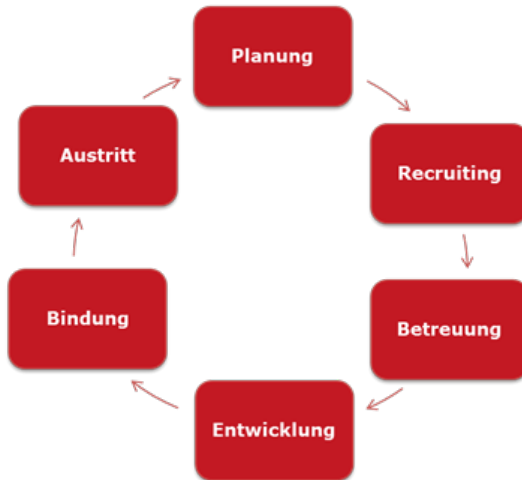 Planung
Recruiting
Betreuung
Entwicklung
Bindung
Austritt